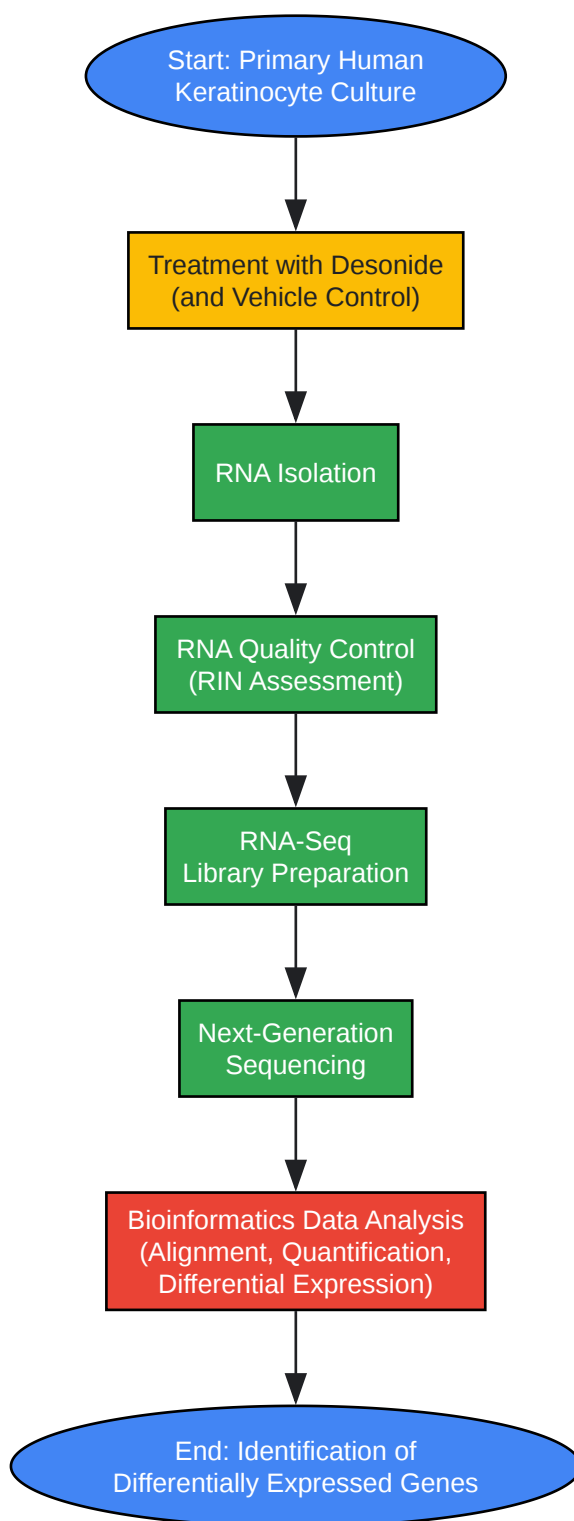 Start: Primary Human
Keratinocyte Culture
Treatment with Desonide
(and Vehicle Control)
RNA Isolation
RNA Quality Control
(RIN Assessment)
RNA-Seq
Library Preparation
Next-Generation
Sequencing
Bioinformatics Data Analysis
(Alignment, Quantification,
Differential Expression)
End: Identification of
Differentially Expressed Genes